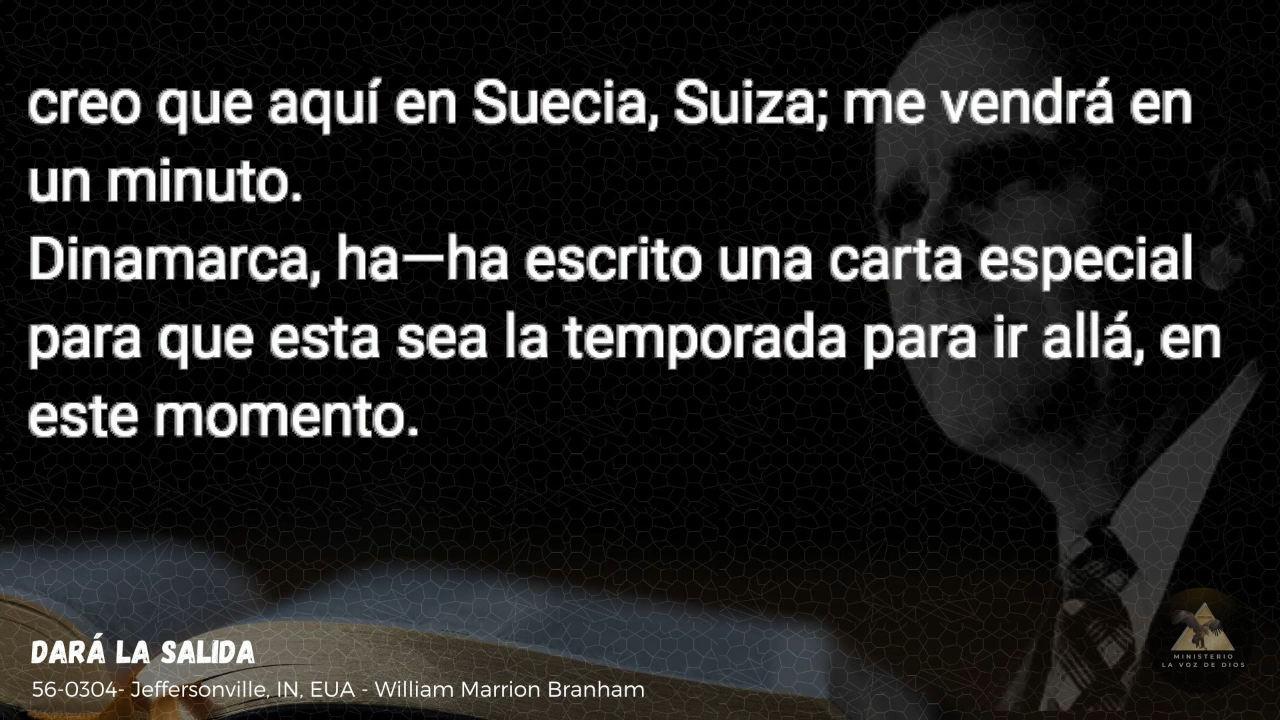 creo que aquí en Suecia, Suiza; me vendrá en
un minuto.
Dinamarca, ha—ha escrito una carta especial
para que esta sea la temporada para ir allá, en
este momento.
DARÁ LA SALIDA
56-0304- Jeffersonville, IN, EUA - William Marrion Branham
MINISTERIO
LA VOZ DE DIOS